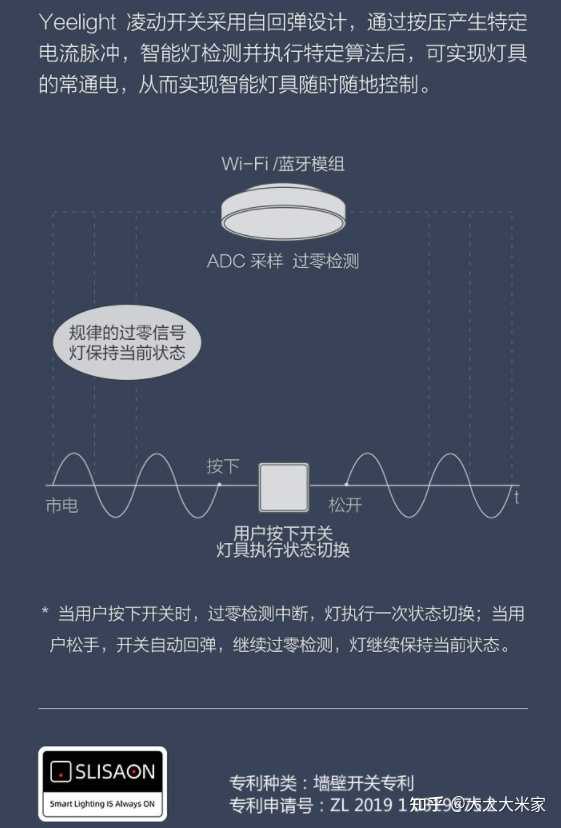 Yeelight 凌动开关采用自回弹设计，通过按压产生特定
电流脉冲，智能灯检测并执行特定算法后，可实现灯具
的常通电，从而实现智能灯具随时随地控制。
Wi-Fi /蓝牙模组
ADC 采样 过零检测
规律的过零信号
灯保持当前状态
按下
市电
松开
t
用户按下开关
灯具执行状态切换
* 当用户按下开关时，过零检测中断，灯执行一次状态切换；当用
户松手，开关自动回弹，继续过零检测，灯继续保持当前状态。
SLISAON
Smart Lighting IS Always ON
专利种类：墙壁开关专利
专利申请号：ZL 2019 1
知乎 @大大大米家